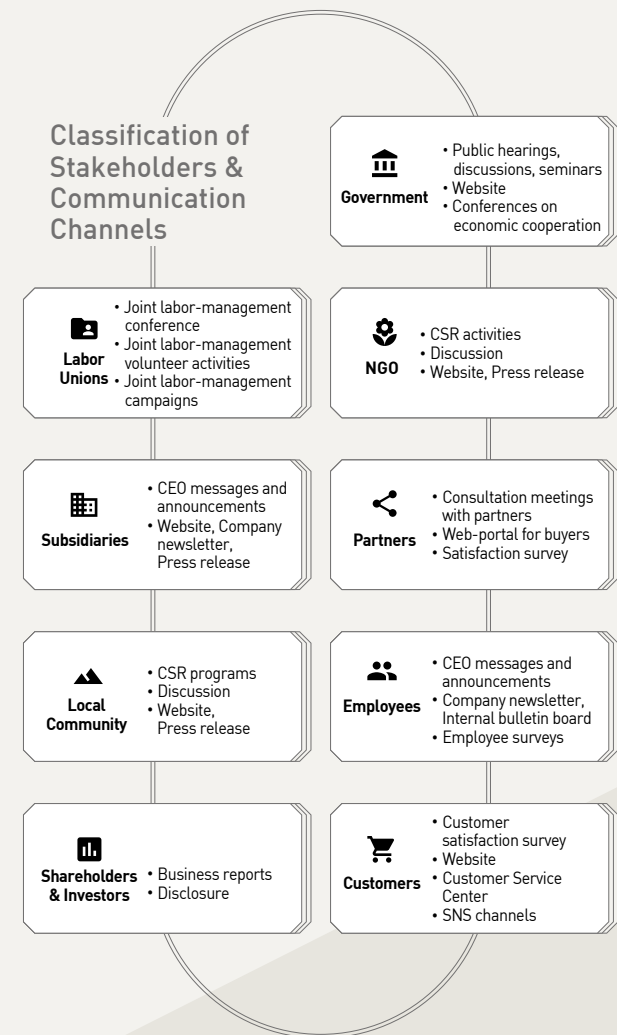 Classification of
Stakeholders &
Communication
Channels
Government
• Public hearings,
discussions, seminars
• Website
• Conferences on
economic cooperation
Labor
Unions
• Joint labor-management
conference
• Joint labor-management
volunteer activities
• Joint labor-management
campaigns
NGO
• CSR activities
• Discussion
• Website, Press release
Subsidiaries
• CEO messages and
announcements
• Website, Company
newsletter,
Press release
Partners
• Consultation meetings
with partners
• Web-portal for buyers
• Satisfaction survey
Local
Community
• CSR programs
• Discussion
• Website,
Press release
Employees
• CEO messages and
announcements
• Company newsletter,
Internal bulletin board
• Employee surveys
Shareholders
& Investors
• Business reports
• Disclosure
Customers
• Customer
satisfaction survey
• Website
• Customer Service
Center
• SNS channels